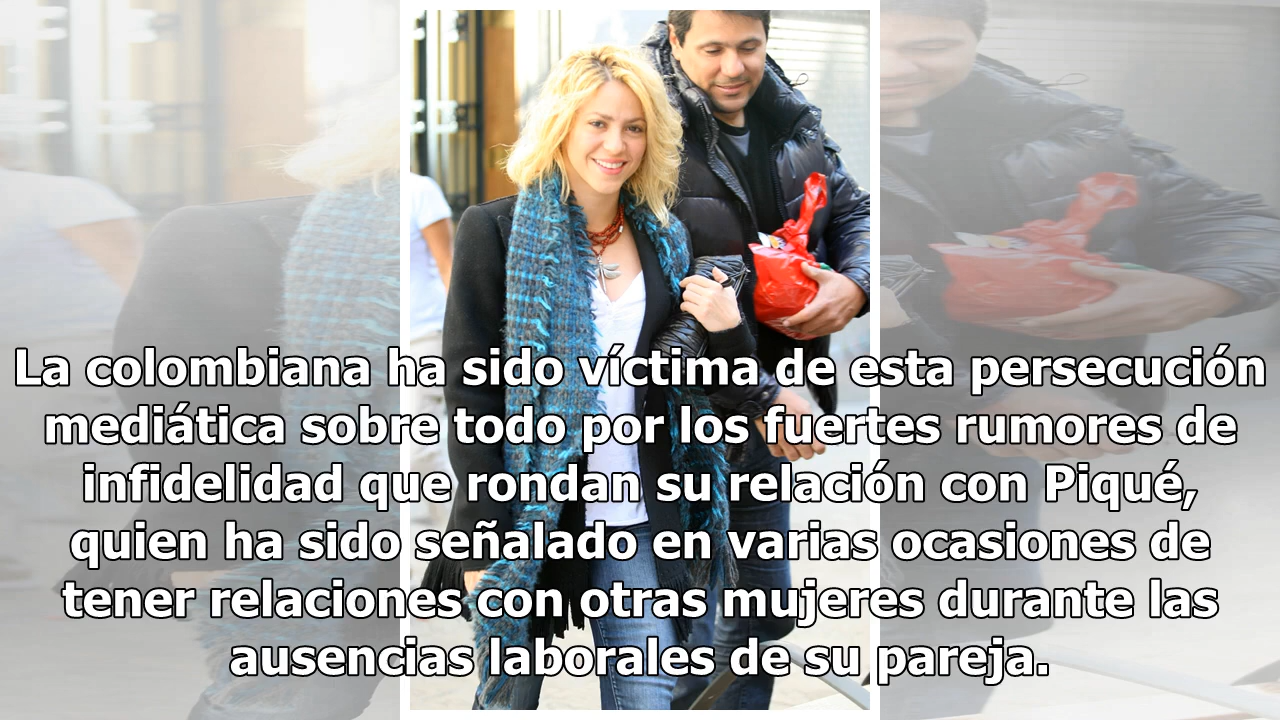 La colombiana ha sido víctima de esta persecución
mediática sobre todo por los fuertes rumores de
infidelidad que rondan su relación con Piqué,
quien ha sido señalado en varias ocasiones de
tener relaciones con otras mujeres durante las
ausencias laborales de su pareja.